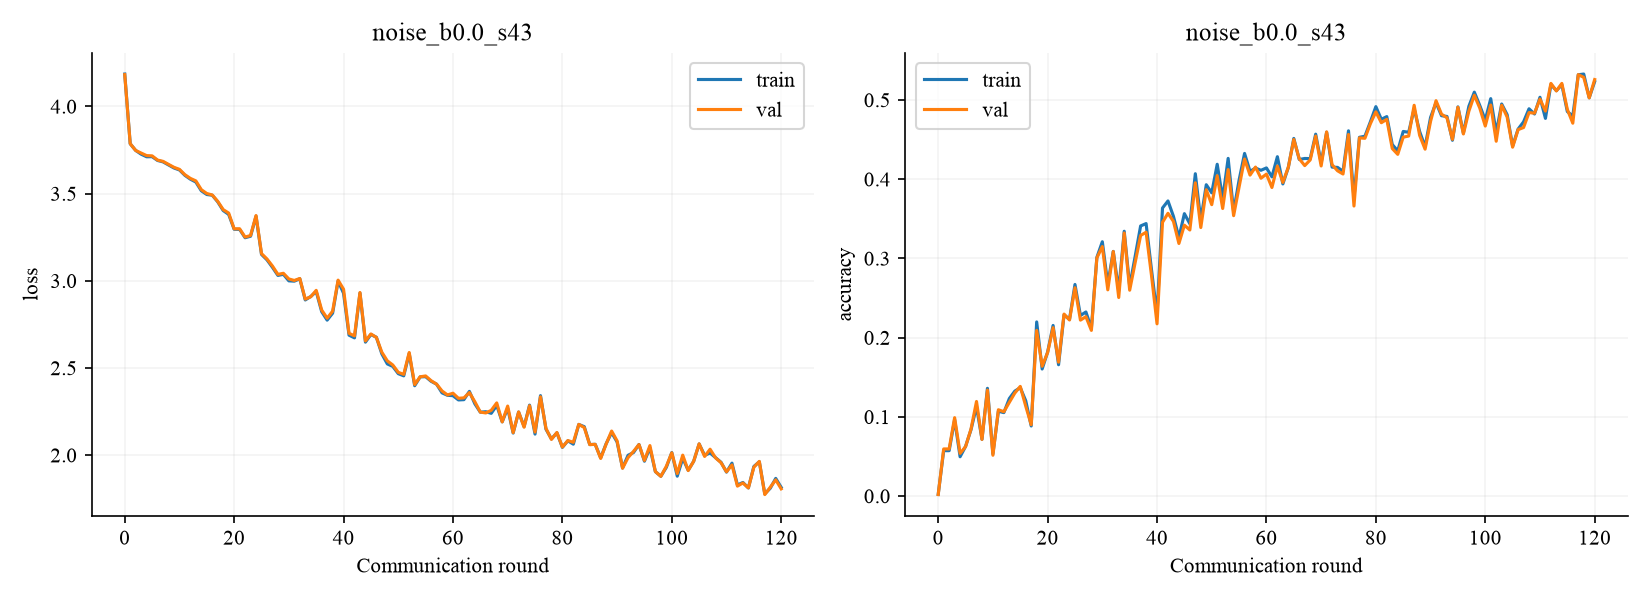 noise_b0.0_s43
train
val
4.0
3.5
3.0
2.5
2.0
loss
0 20 40 60 80 100 120
Communication round
noise_b0.0_s43
train
val
0.5
0.4
0.3
0.2
0.1
0.0
accuracy
0 20 40 60 80 100 120
Communication round